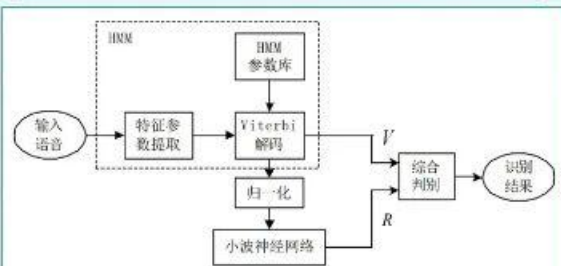 HMM
HMM
参数库
输入
语音
特征参
数提取
Viterbi
解码
V
综合
判别
识别
结果
归一化
R
小波神经网络